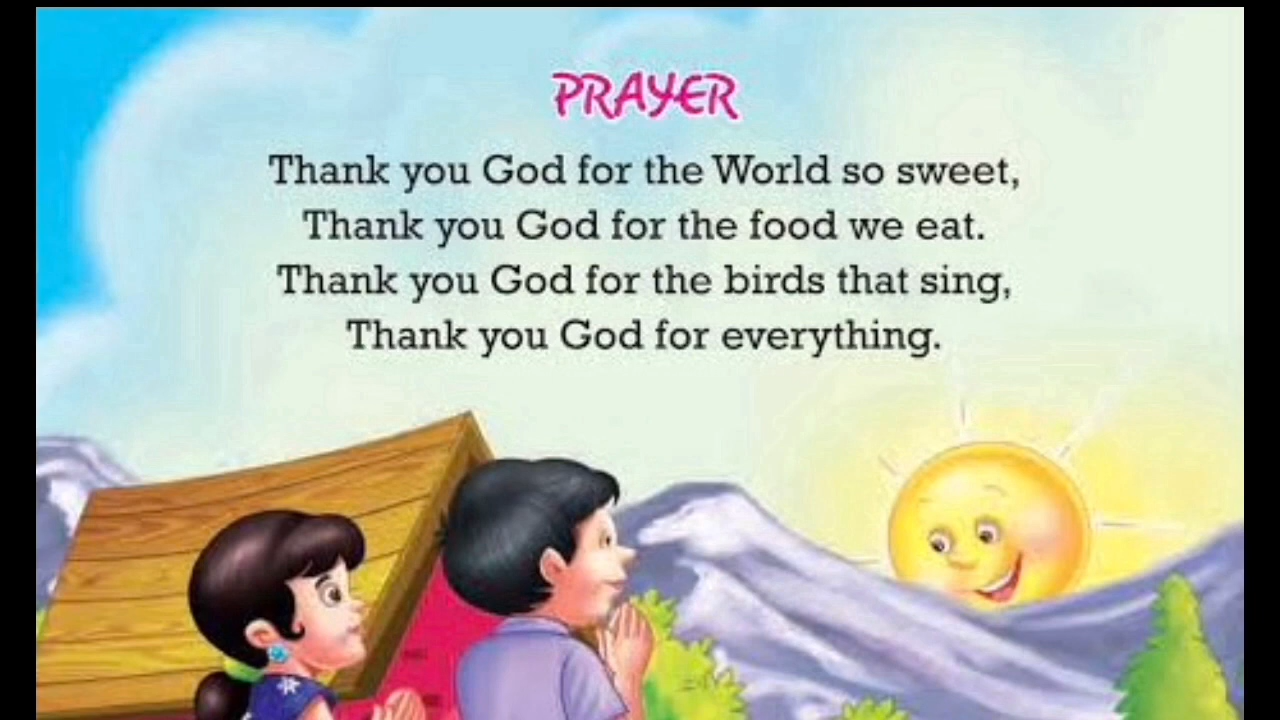 PRAYER
Thank you God for the World so sweet,
Thank you God for the food we eat.
Thank you God for the birds that sing,
Thank you God for everything.